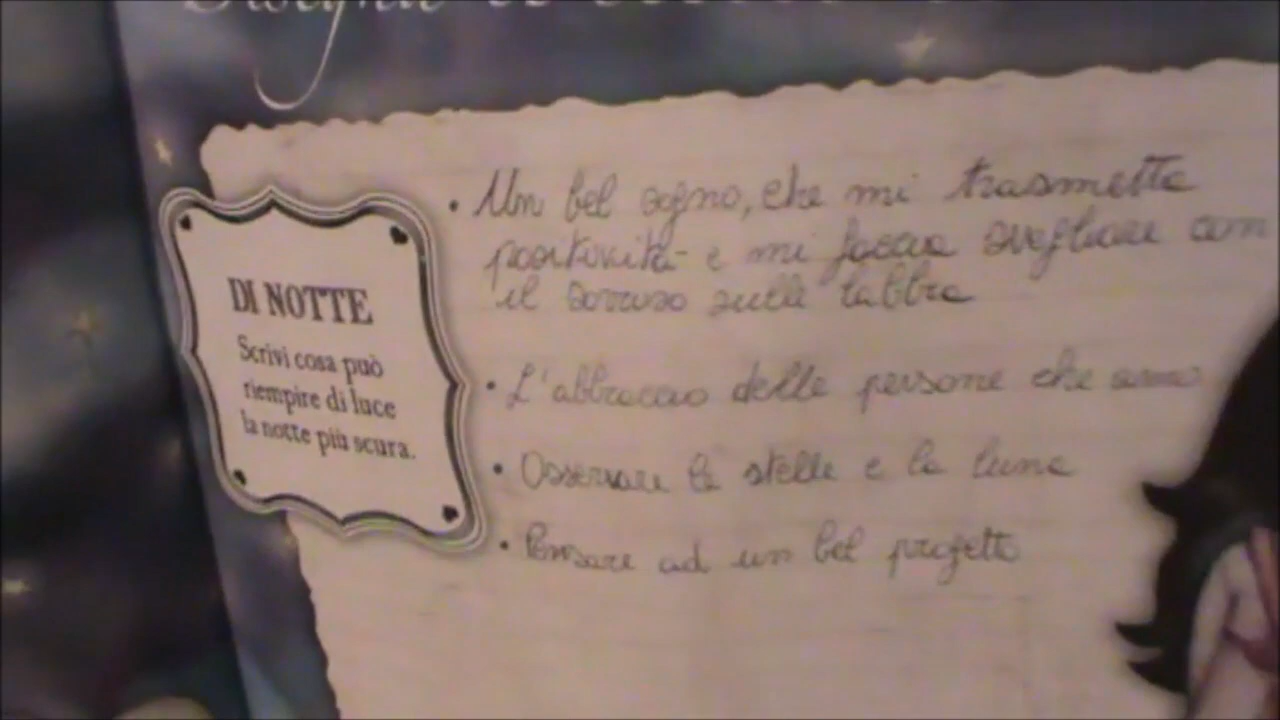 Disegna
DI NOTTE
Scrivi cosa può
riempire di luce
la notte più scura.
• Un bel sogno, che mi trasmetta
positività e mi faccia svegliare con
il sorriso sulle labbra
• L'abbraccio delle persone che amo
• Osservare le stelle e la luna
• Pensare ad un bel progetto